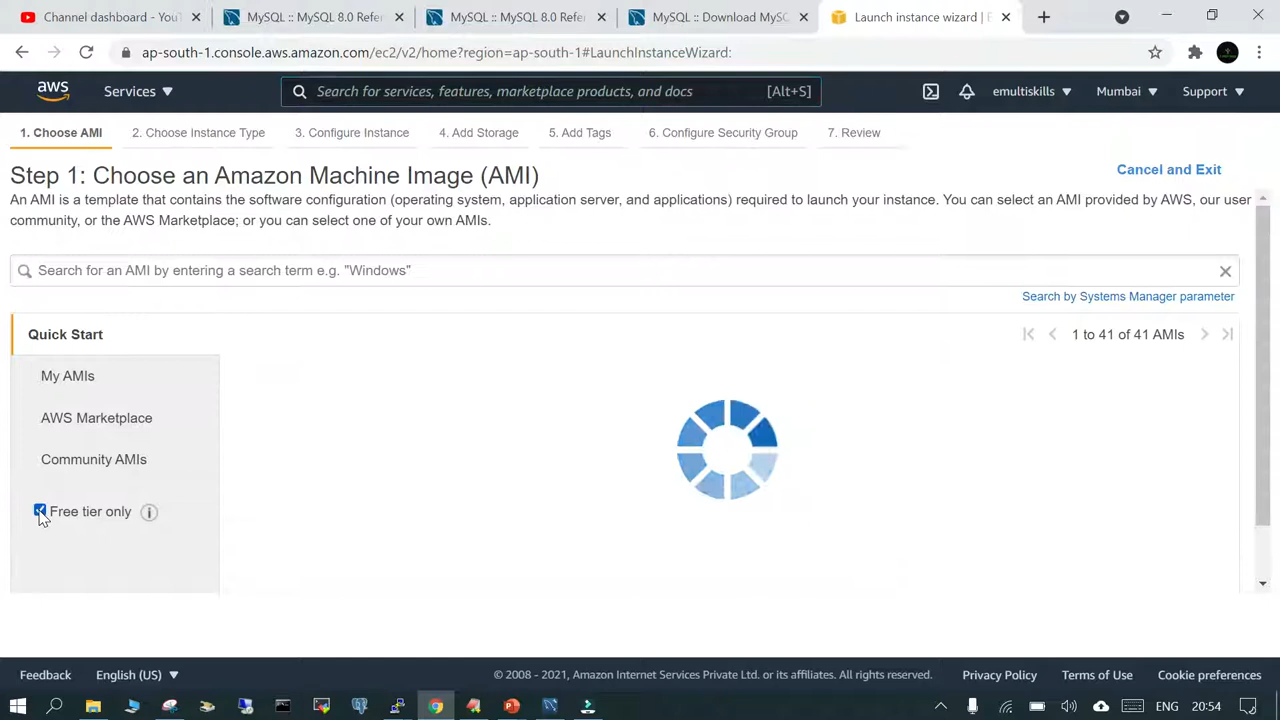 Channel dashboard - YouT
MySQL :: MySQL 8.0 Refer
MySQL :: MySQL 8.0 Refer
MySQL :: Download MySQL
Launch instance wizard | E
ap-south-1.console.aws.amazon.com/ec2/v2/home?region=ap-south-1#LaunchInstanceWizard:
aws
Services
Search for services, features, marketplace products, and docs
[Alt+S]
emultiskills
Mumbai
Support
1. Choose AMI
2. Choose Instance Type
3. Configure Instance
4. Add Storage
5. Add Tags
6. Configure Security Group
7. Review
Step 1: Choose an Amazon Machine Image (AMI)
Cancel and Exit
An AMI is a template that contains the software configuration (operating system, application server, and applications) required to launch your instance. You can select an AMI provided by AWS, our user
community, or the AWS Marketplace; or you can select one of your own AMIs.
Search for an AMI by entering a search term e.g. "Windows"
Search by Systems Manager parameter
Quick Start
1 to 41 of 41 AMIs
My AMIs
AWS Marketplace
Community AMIs
Free tier only
Feedback
English (US)
© 2008 - 2021, Amazon Internet Services Private Ltd. or its affiliates. All rights reserved.
Privacy Policy
Terms of Use
Cookie preferences
ENG
20:54